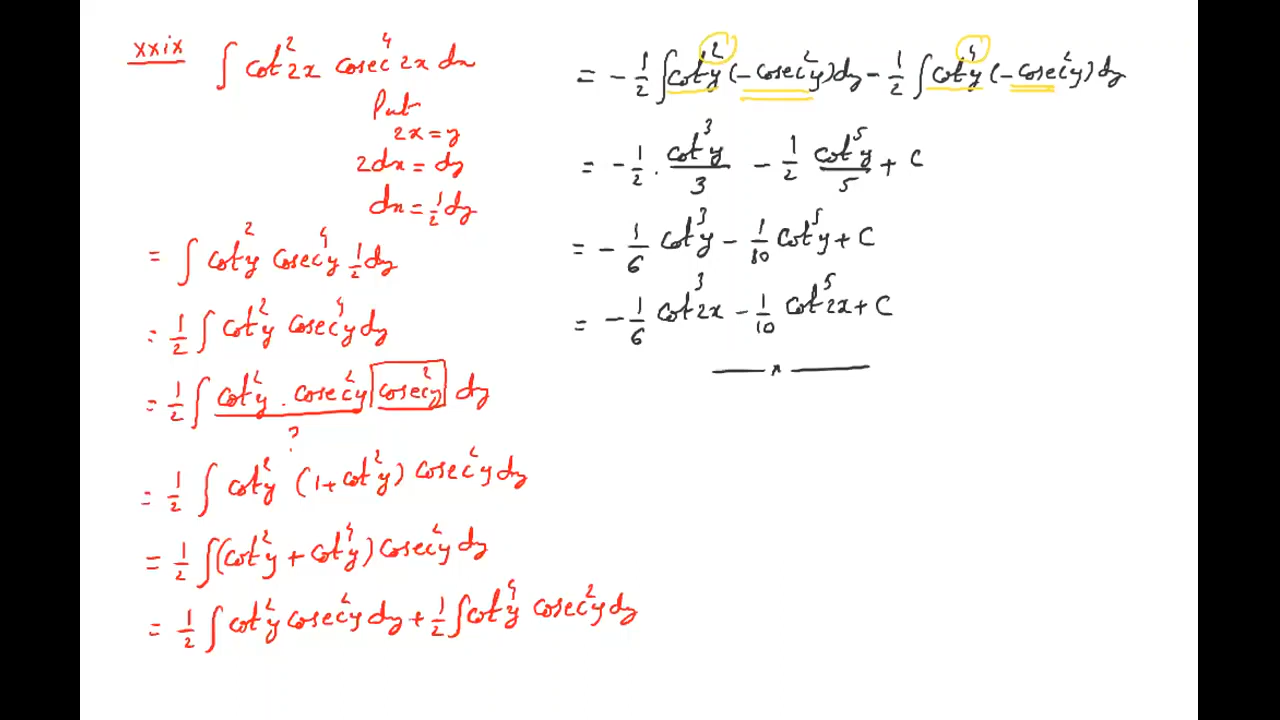 xxix ∫ cot²2x cosec⁴2x dx
Put
2x = y
2dx = dy
dx = ½dy
= ∫ cot²y cosec⁴y ½dy
= ½ ∫ cot²y cosec⁴y dy
= ½ ∫ cot²y . cosec²y cosec²y dy
?
= ½ ∫ cot²y (1+cot²y) cosec²y dy
= ½ ∫(cot²y + cot⁴y) cosec²y dy
= ½ ∫ cot²y cosec²y dy + ½ ∫cot⁴y cosec²y dy
= -½ ∫cot²y (-cosec²y)dy - ½ ∫ cot⁴y (-cosec²y) dy
= -½ . cot³y/3 - ½ cot⁵y/5 + C
= -1/6 cot³y - 1/10 cot⁵y + C
= -1/6 cot³2x - 1/10 cot⁵2x + C